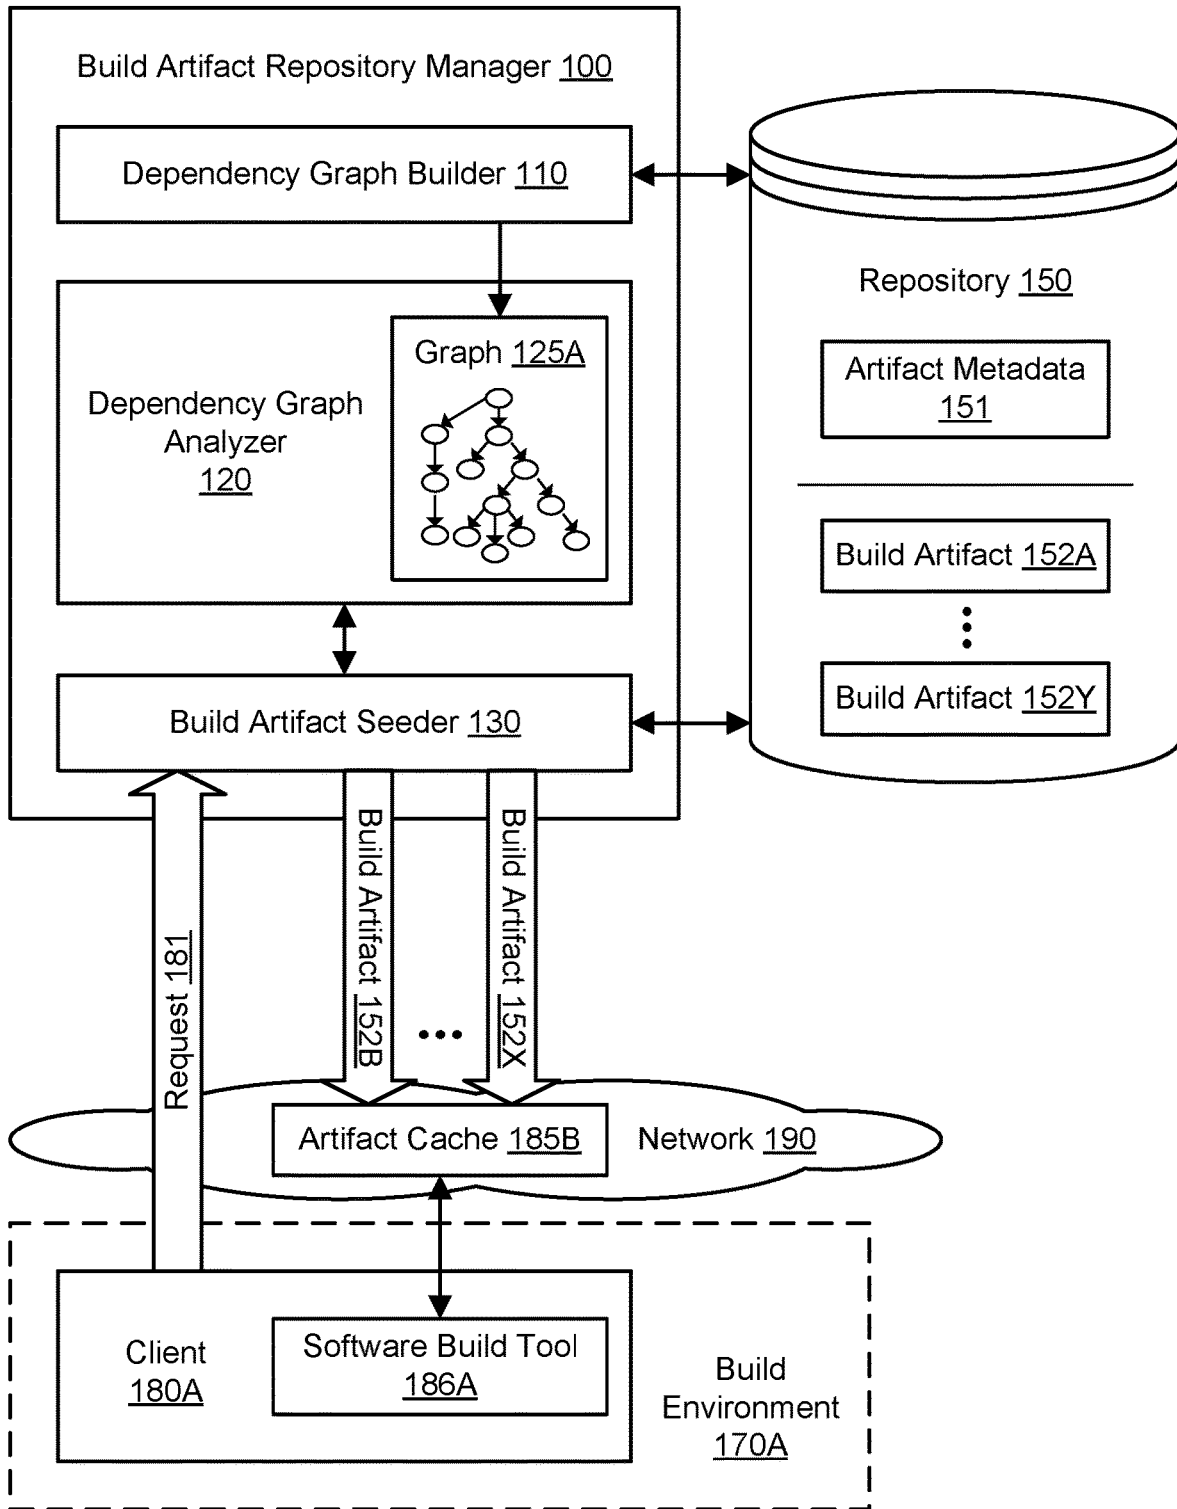 Build Artifact Repository Manager 100
Dependency Graph Builder 110
Graph 125A
Dependency Graph
Analyzer
120
Build Artifact Seeder 130
Repository 150
Artifact Metadata
151
Build Artifact 152A
Build Artifact 152Y
Request 181
Build Artifact 152B
Build Artifact 152X
Artifact Cache 185B
Network 190
Client
180A
Software Build Tool
186A
Build
Environment
170A